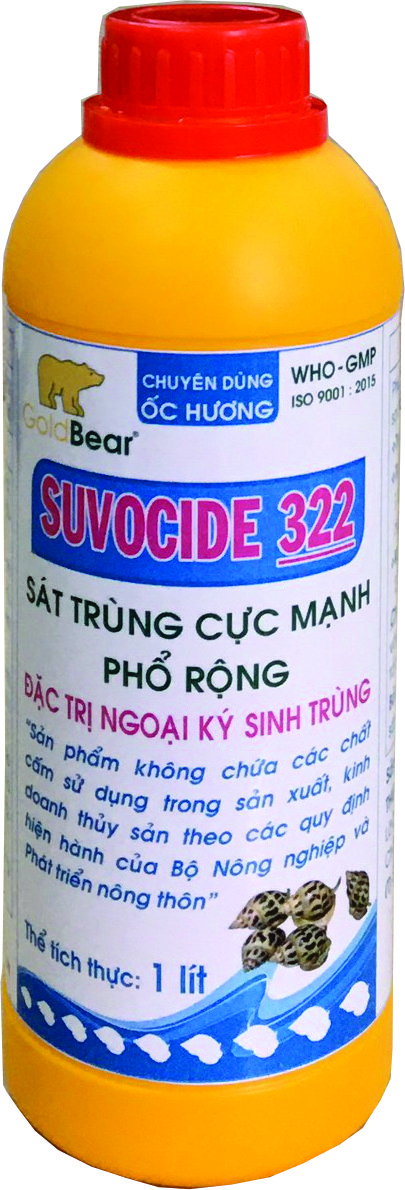 GoldBear®
CHUYÊN DÙNG
ỐC HƯƠNG
WHO - GMP
ISO 9001 : 2015
SUVOCIDE 322
SÁT TRÙNG CỰC MẠNH
PHỔ RỘNG
ĐẶC TRỊ NGOẠI KÝ SINH TRÙNG
“Sản phẩm không chứa các chất
cấm sử dụng trong sản xuất, kinh
doanh thủy sản theo các quy định
hiện hành của Bộ Nông nghiệp và
Phát triển nông thôn”
Thể tích thực: 1 lít